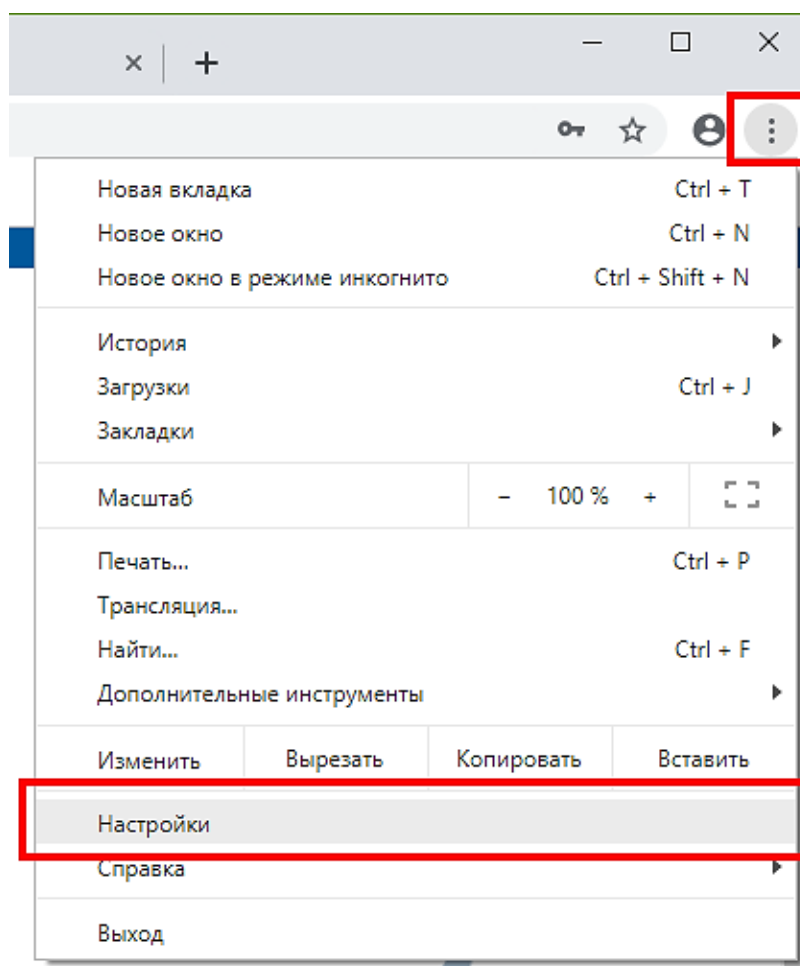 Новая вкладка Ctrl + T
Новое окно Ctrl + N
Новое окно в режиме инкогнито Ctrl + Shift + N
История
Загрузки Ctrl + J
Закладки
Масштаб – 100 % +
Печать... Ctrl + P
Трансляция...
Найти... Ctrl + F
Дополнительные инструменты
Изменить Вырезать Копировать Вставить
Настройки
Справка
Выход